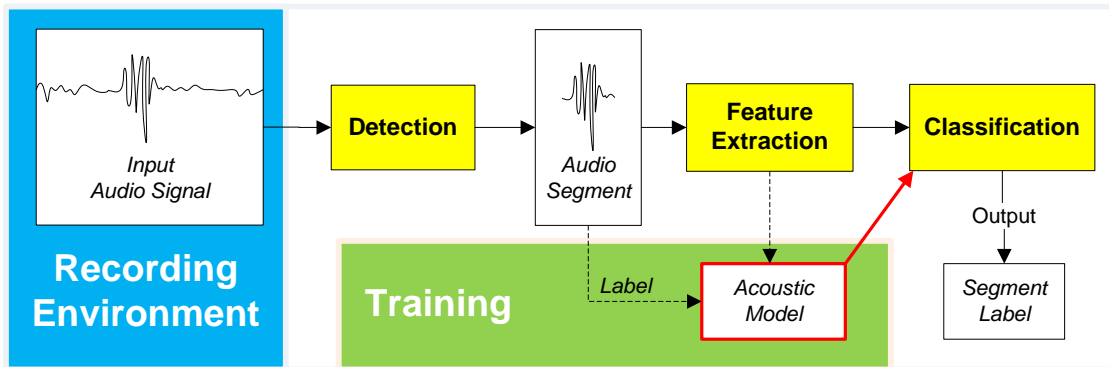 Input
Audio Signal
Recording
Environment
Detection
Audio
Segment
Feature
Extraction
Classification
Output
Segment
Label
Training
Label
Acoustic
Model